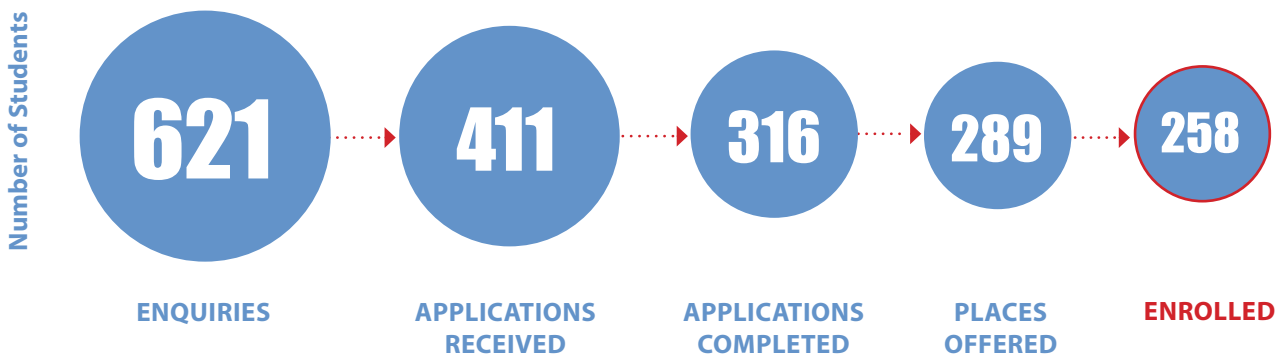 Number of Students
621
411
316
289
258
ENQUIRIES
APPLICATIONS
RECEIVED
APPLICATIONS
COMPLETED
PLACES
OFFERED
ENROLLED